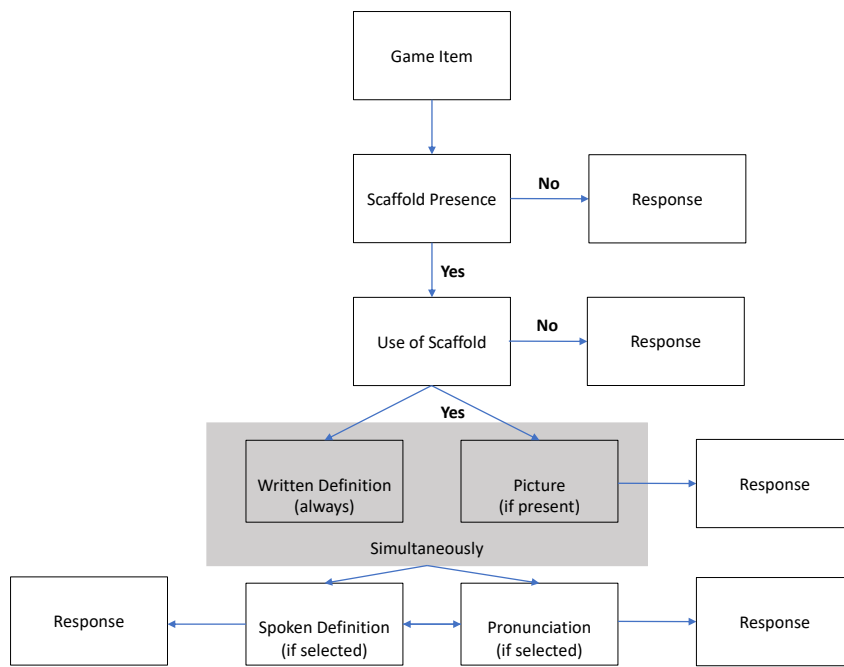 Game Item
Scaffold Presence
No
Response
Yes
Use of Scaffold
No
Response
Yes
Written Definition
(always)
Picture
(if present)
Response
Simultaneously
Response
Spoken Definition
(if selected)
Pronunciation
(if selected)
Response